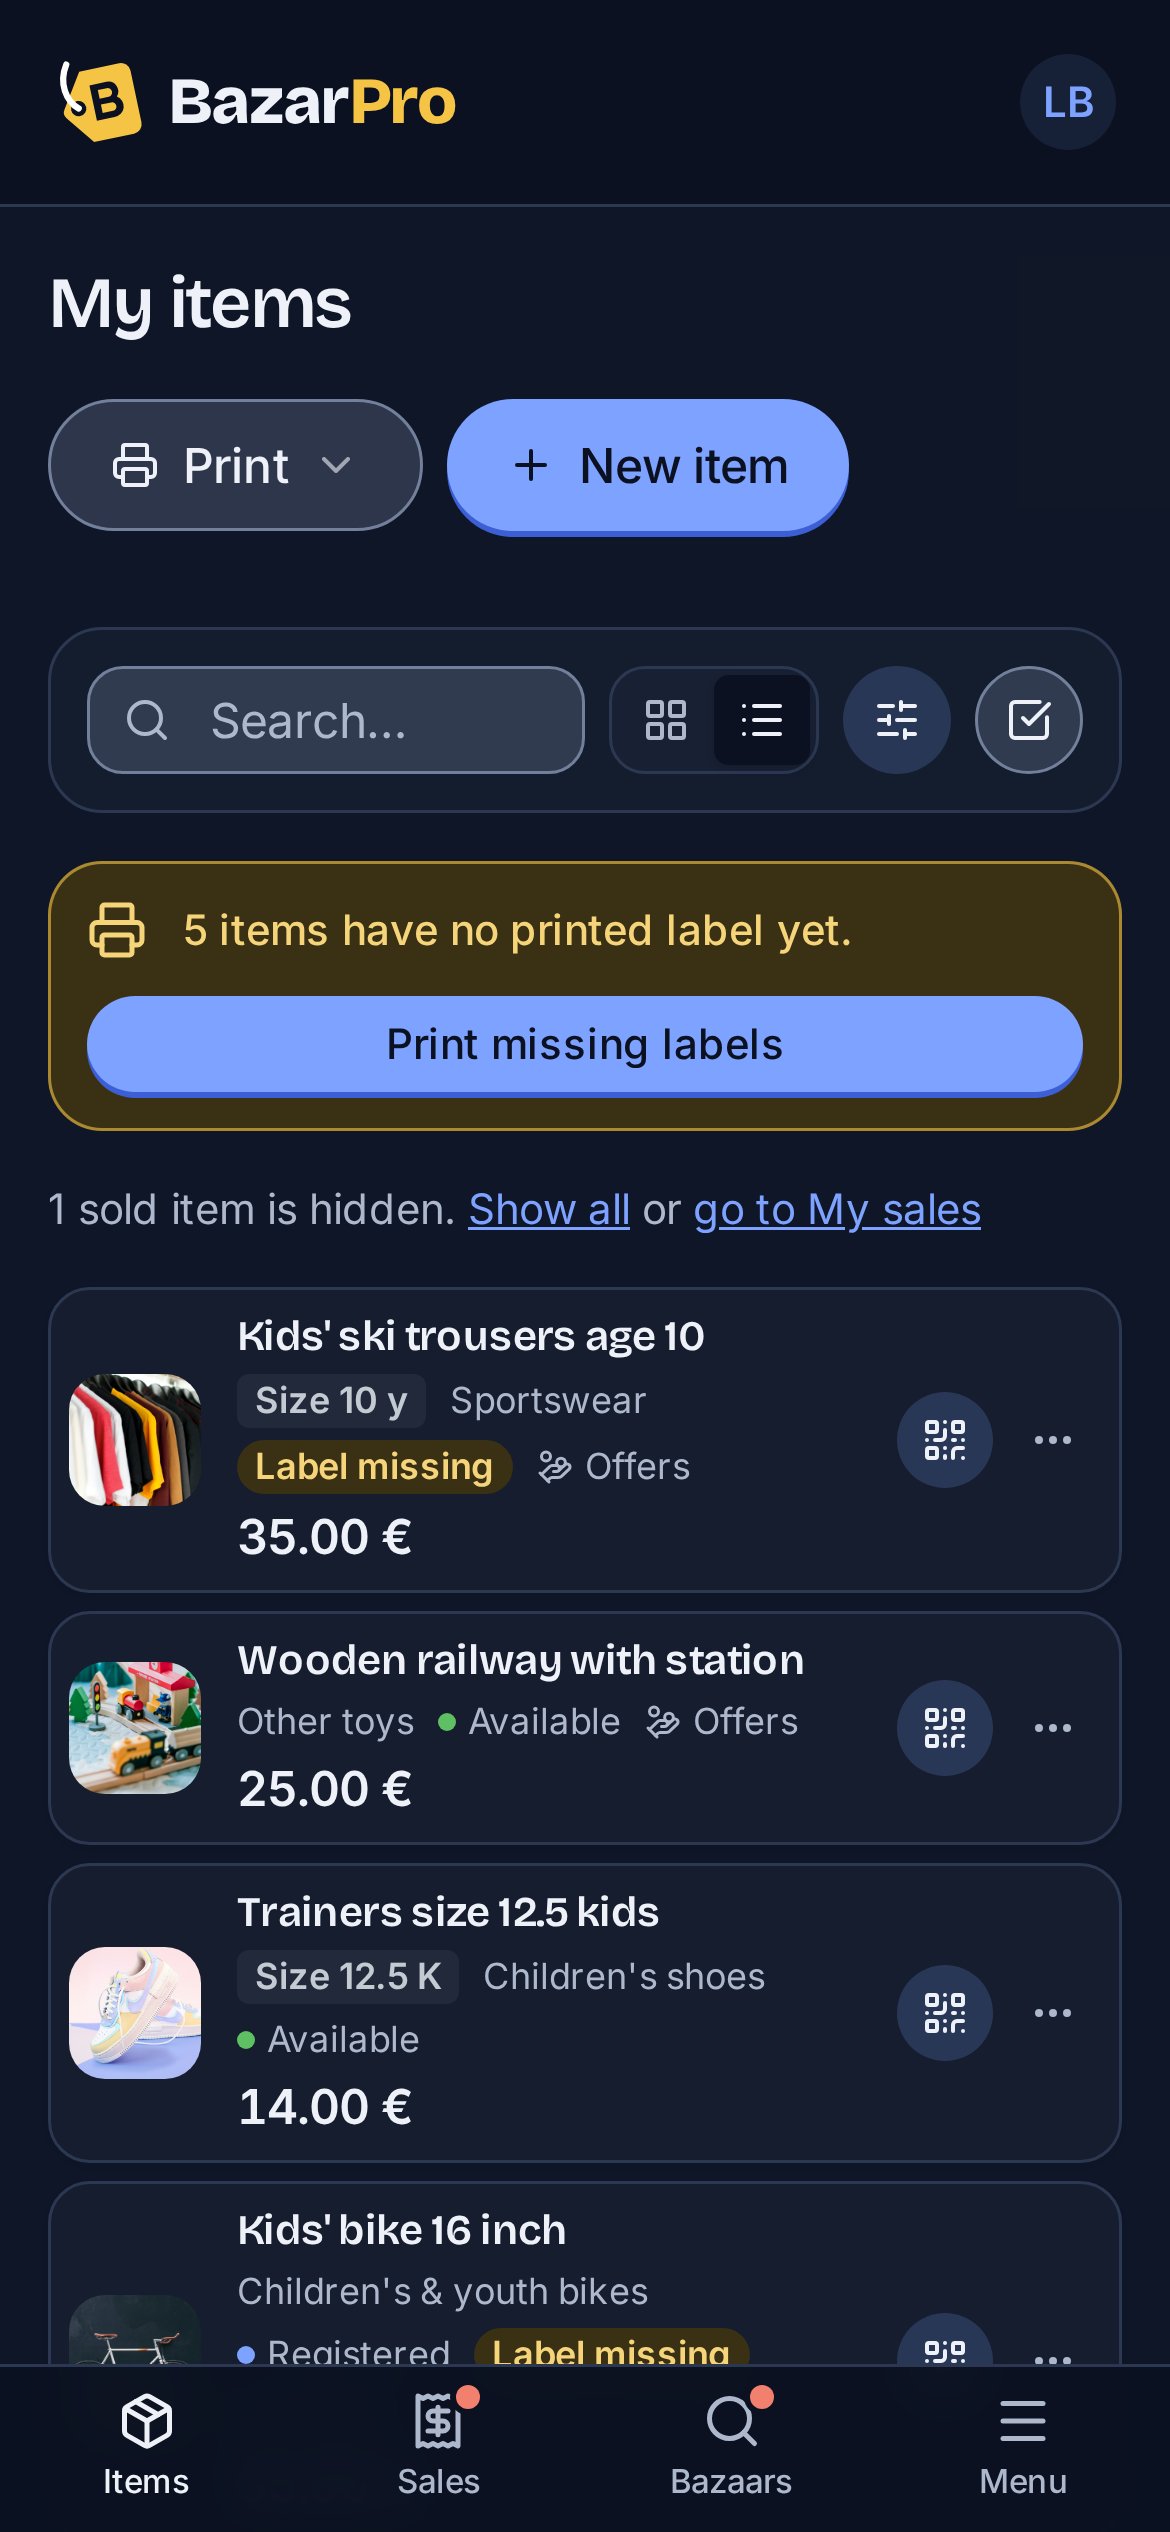 BazarPro
LB
My items
Print
New item
Search...
5 items have no printed label yet.
Print missing labels
1 sold item is hidden. Show all or go to My sales
Kids' ski trousers age 10
Size 10 y Sportswear
Label missing Offers
35.00 €
Wooden railway with station
Other toys Available Offers
25.00 €
Trainers size 12.5 kids
Size 12.5 K Children's shoes
Available
14.00 €
Kids' bike 16 inch
Children's & youth bikes
Registered Label missing
Items Sales Bazaars Menu